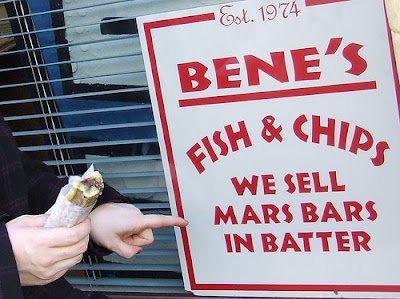 Est. 1974
BENE'S
FISH & CHIPS
WE SELL
MARS BARS
IN BATTER